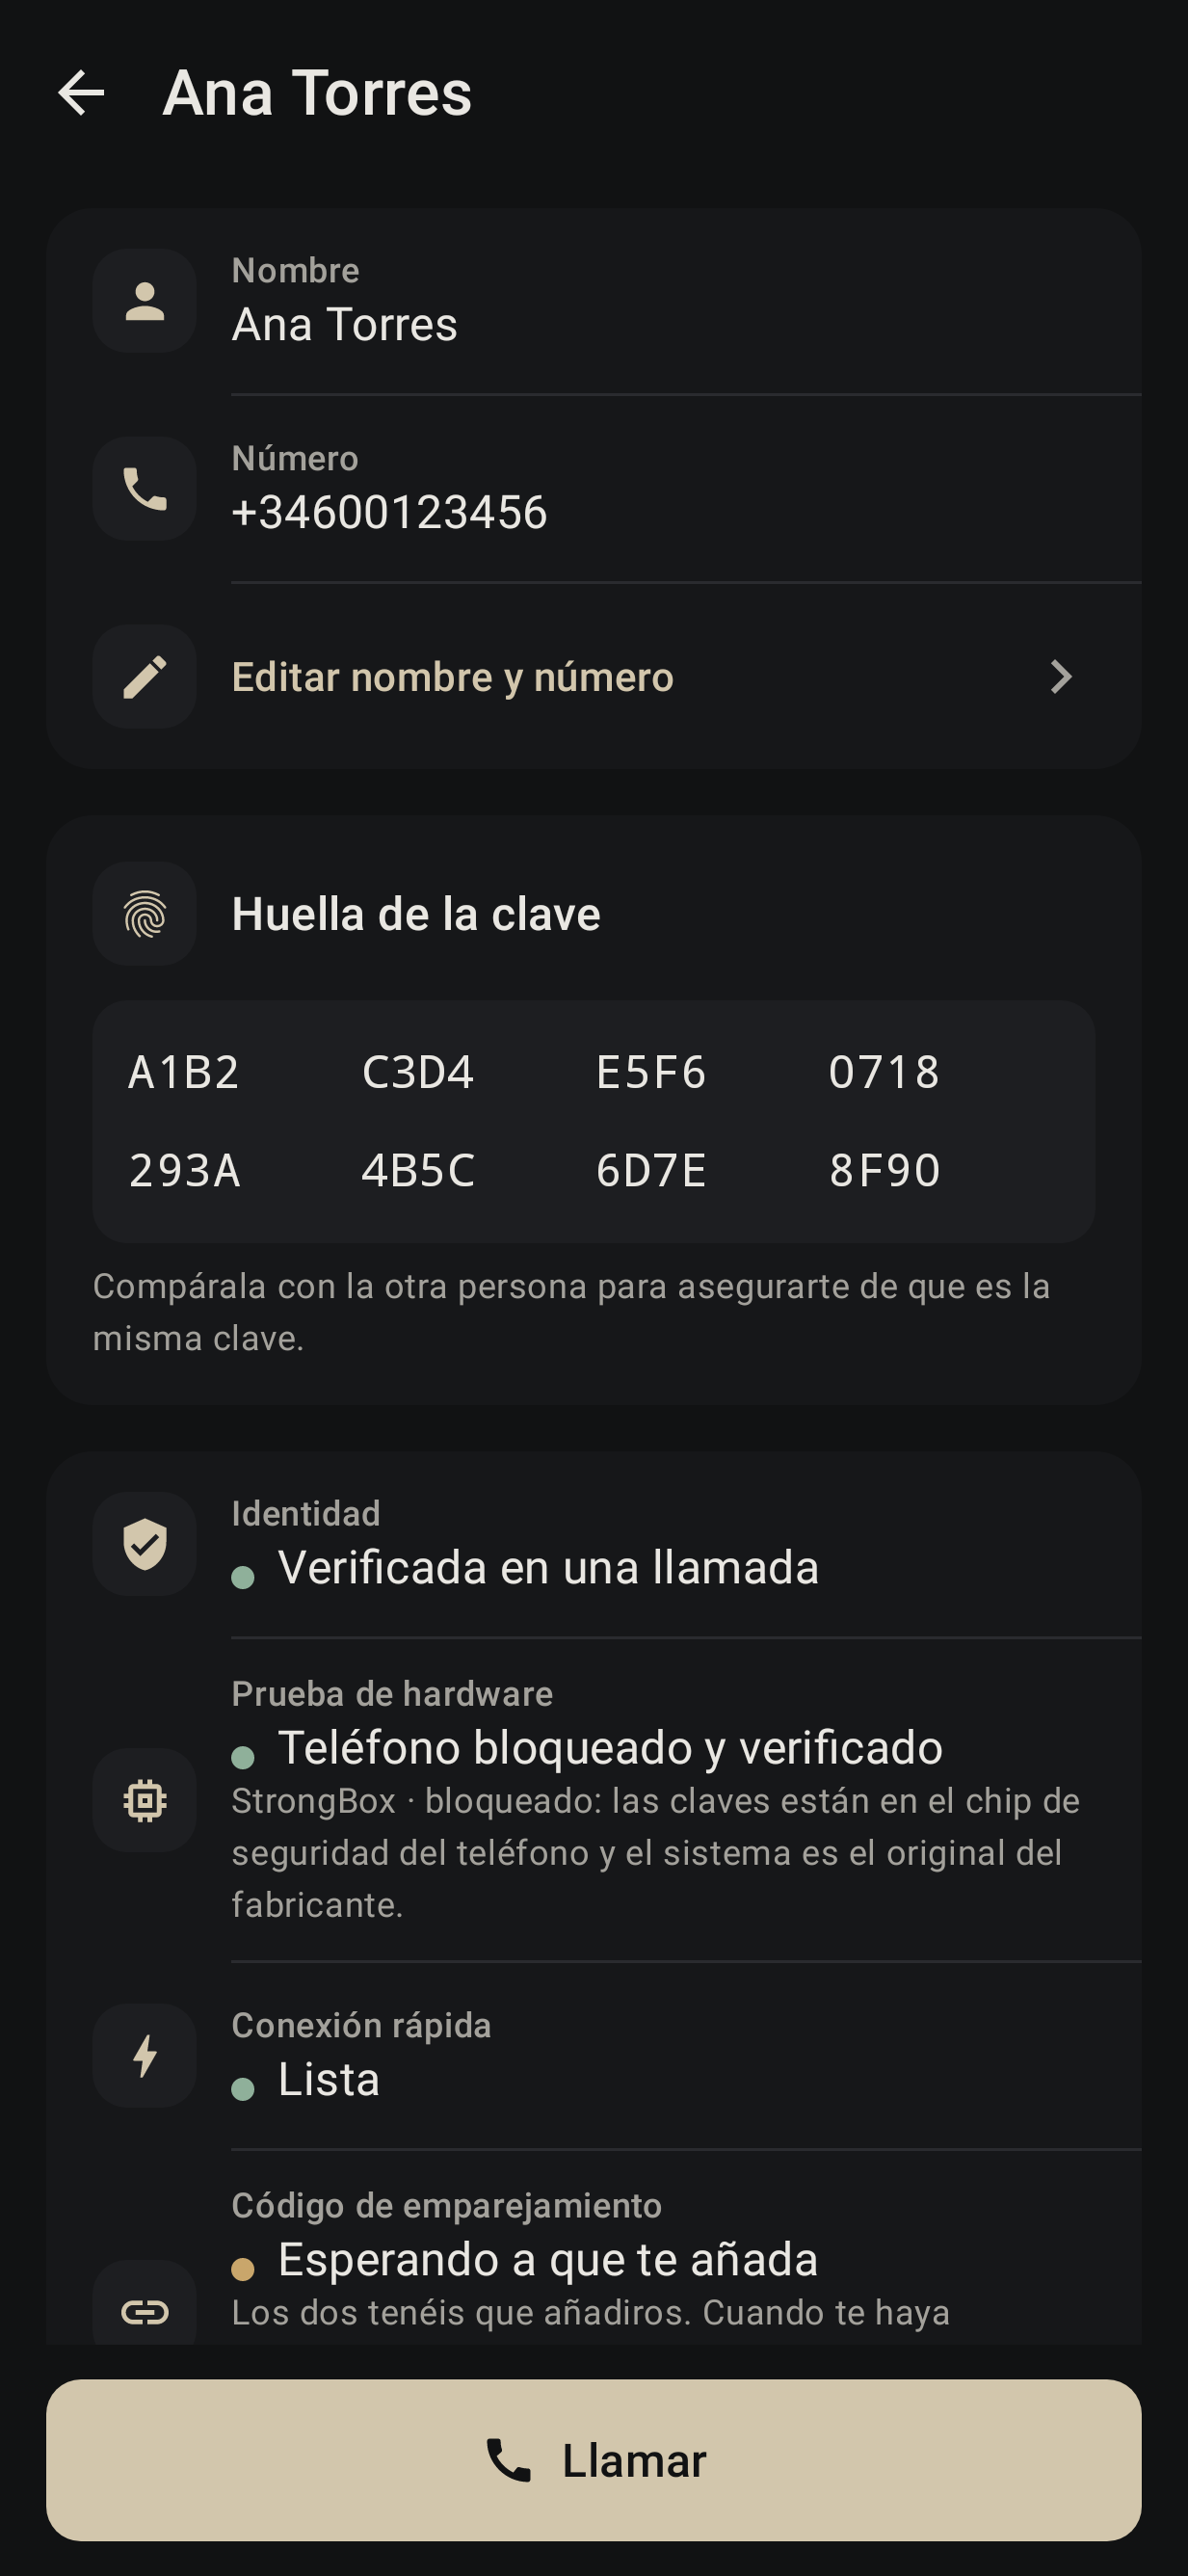 Ana Torres
Nombre
Ana Torres
Número
+34600123456
Editar nombre y número
Huella de la clave
A1B2 C3D4 E5F6 0718
293A 4B5C 6D7E 8F90
Compárala con la otra persona para asegurarte de que es la
misma clave.
Identidad
Verificada en una llamada
Prueba de hardware
Teléfono bloqueado y verificado
StrongBox · bloqueado: las claves están en el chip de
seguridad del teléfono y el sistema es el original del
fabricante.
Conexión rápida
Lista
Código de emparejamiento
Esperando a que te añada
Los dos tenéis que añadiros. Cuando te haya
Llamar